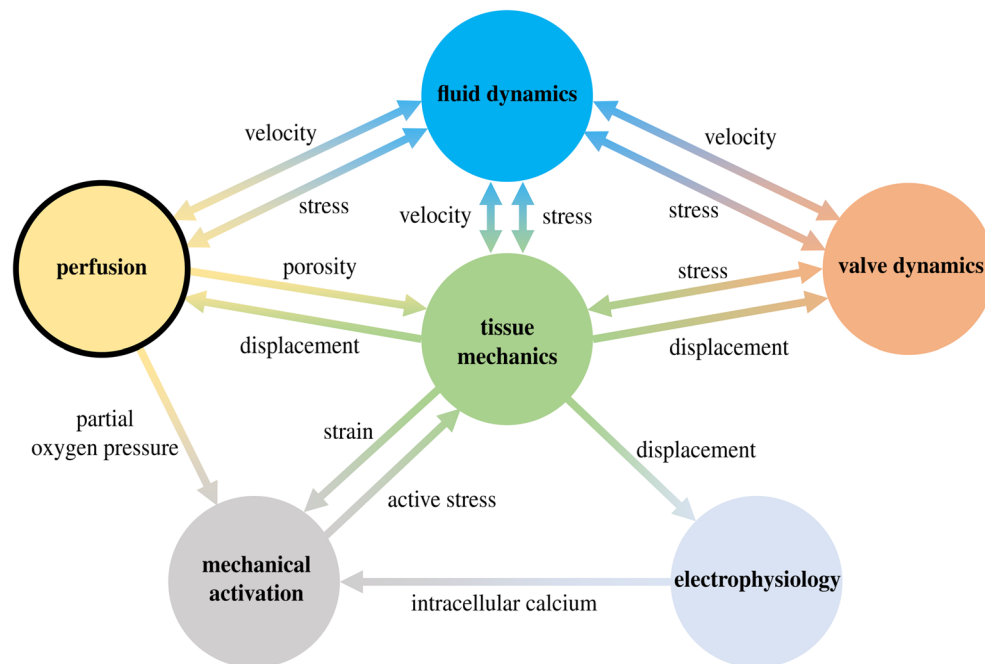 fluid dynamics
velocity
velocity
stress
stress
velocity
stress
perfusion
porosity
stress
valve dynamics
tissue
mechanics
displacement
displacement
partial
oxygen pressure
strain
displacement
active stress
mechanical
activation
electrophysiology
intracellular calcium